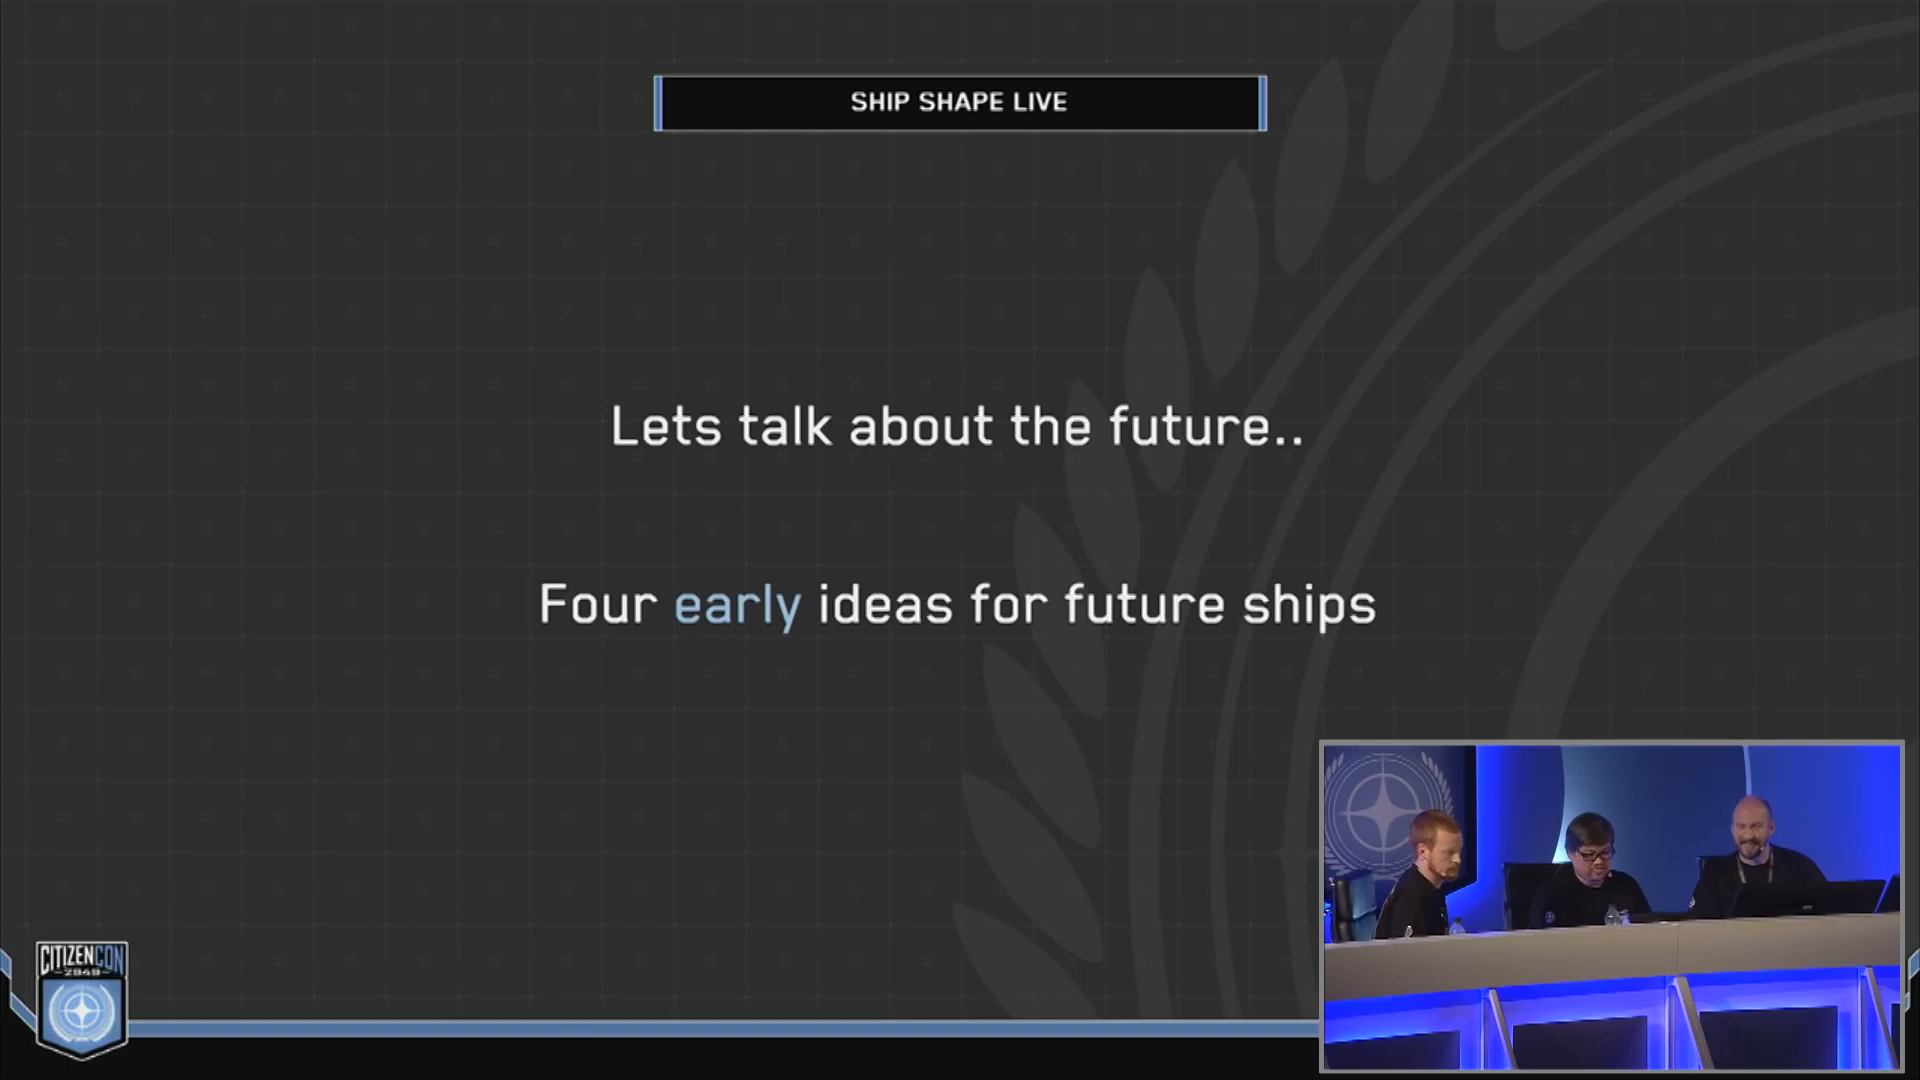 SHIP SHAPE LIVE
Lets talk about the future..
Four early ideas for future ships
CITIZENCON
2949